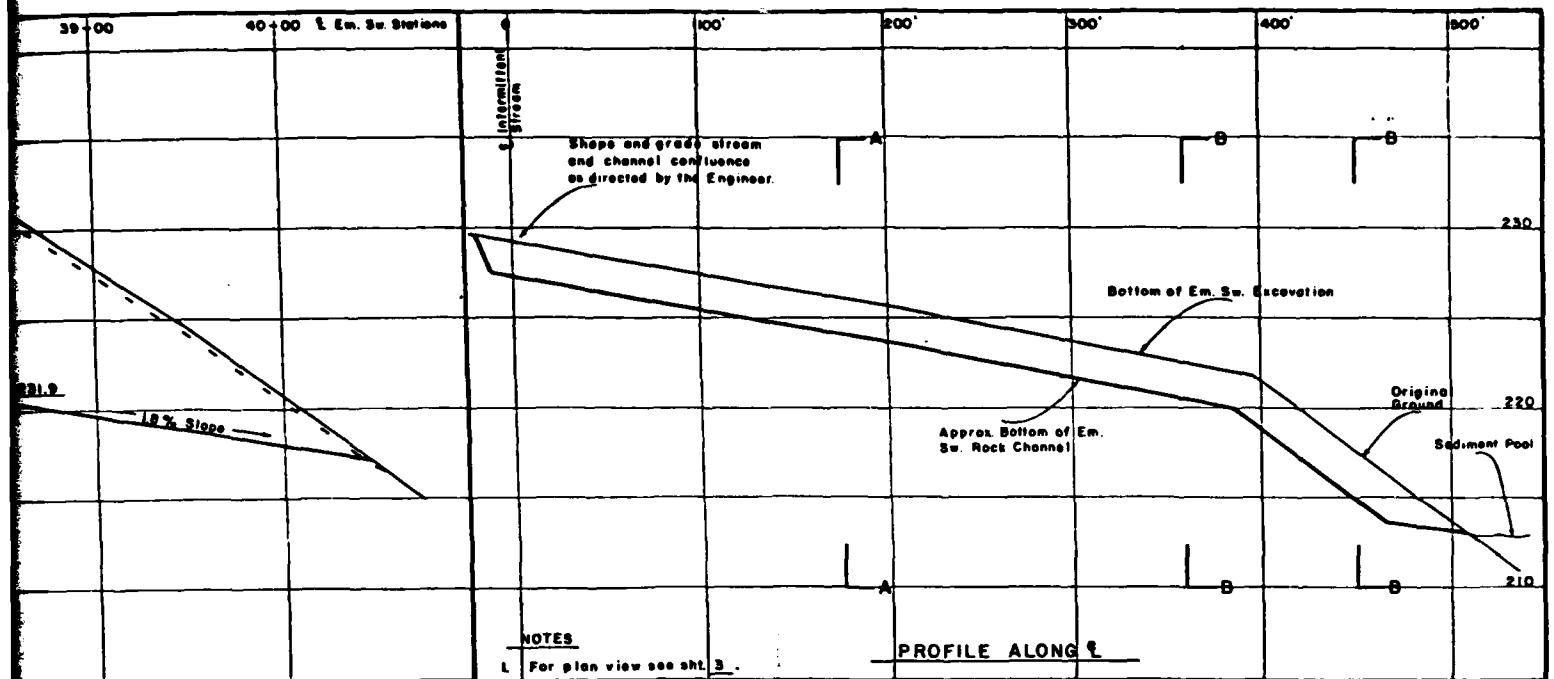 39+00 40+00 ℄ Em. Sw. Stations 0 100' 200' 300' 400' 500'
℄ Intermittent
Stream
A B B
Shape and grade stream
and channel confluence
as directed by the Engineer.
230
Bottom of Em. Sw. Excavation
231.9
1.8% Slope
Original
Ground
220
Approx. Bottom of Em.
Sw. Rock Channel
Sediment Pool
210
A B B
NOTES
1. For plan view see sht. 3.
PROFILE ALONG ℄